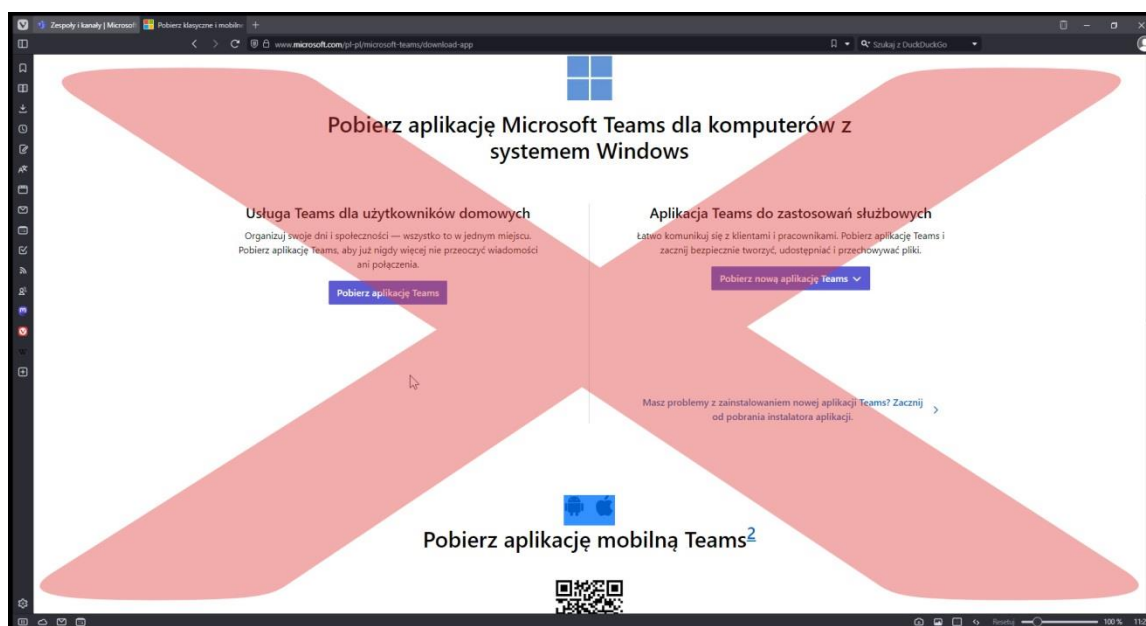 Zespoły i kanały | Microsof
Pobierz klasyczne i mobiln
www.microsoft.com/pl-pl/microsoft-teams/download-app
Szukaj z DuckDuckGo
Pobierz aplikację Microsoft Teams dla komputerów z
systemem Windows
Usługa Teams dla użytkowników domowych
Organizuj swoje dni i społeczności — wszystko to w jednym miejscu.
Pobierz aplikację Teams, aby już nigdy więcej nie przeoczyć wiadomości
ani połączenia.
Pobierz aplikację Teams
Aplikacja Teams do zastosowań służbowych
Łatwo komunikuj się z klientami i pracownikami. Pobierz aplikację Teams i
zacznij bezpiecznie tworzyć, udostępniać i przechowywać pliki.
Pobierz nową aplikację Teams
Masz problemy z zainstalowaniem nowej aplikacji Teams? Zacznij
od pobrania instalatora aplikacji.
Pobierz aplikację mobilną Teams2
Resetuj
100 %